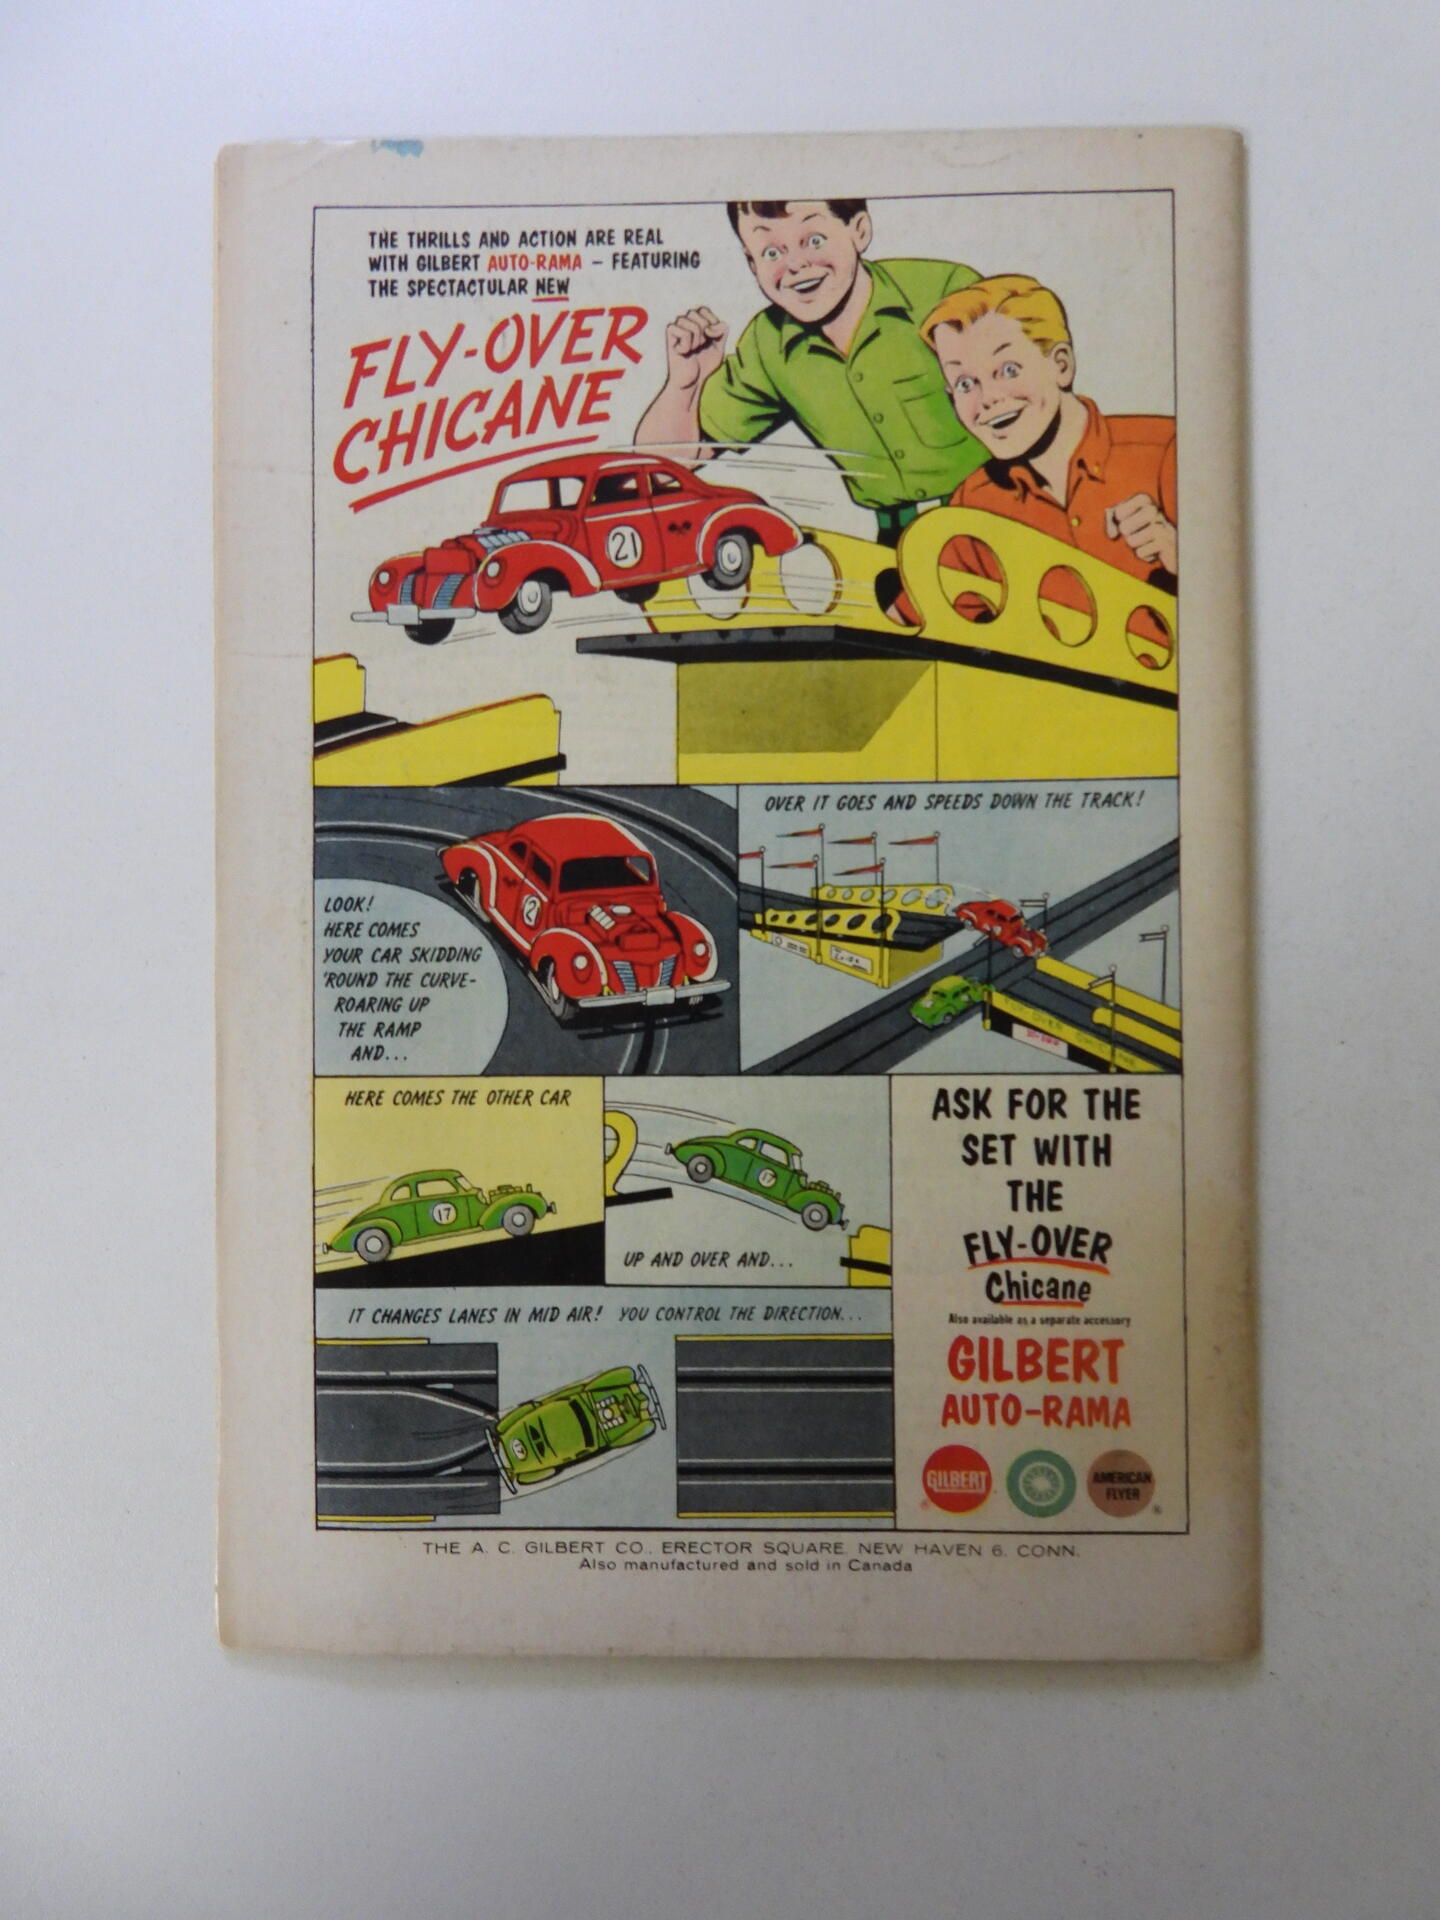 THE THRILLS AND ACTION ARE REAL
WITH GILBERT AUTO-RAMA – FEATURING
THE SPECTACTULAR NEW
FLY-OVER
CHICANE
21
LOOK!
HERE COMES
YOUR CAR SKIDDING
'ROUND THE CURVE-
ROARING UP
THE RAMP
AND...
OVER IT GOES AND SPEEDS DOWN THE TRACK!
HERE COMES THE OTHER CAR
17
17
UP AND OVER AND...
IT CHANGES LANES IN MID AIR! YOU CONTROL THE DIRECTION...
17
ASK FOR THE
SET WITH
THE
FLY-OVER
Chicane
Also available as a separate accessory
GILBERT
AUTO-RAMA
GILBERT
AMERICAN
FLYER
THE A. C. GILBERT CO., ERECTOR SQUARE, NEW HAVEN 6, CONN.
Also manufactured and sold in Canada